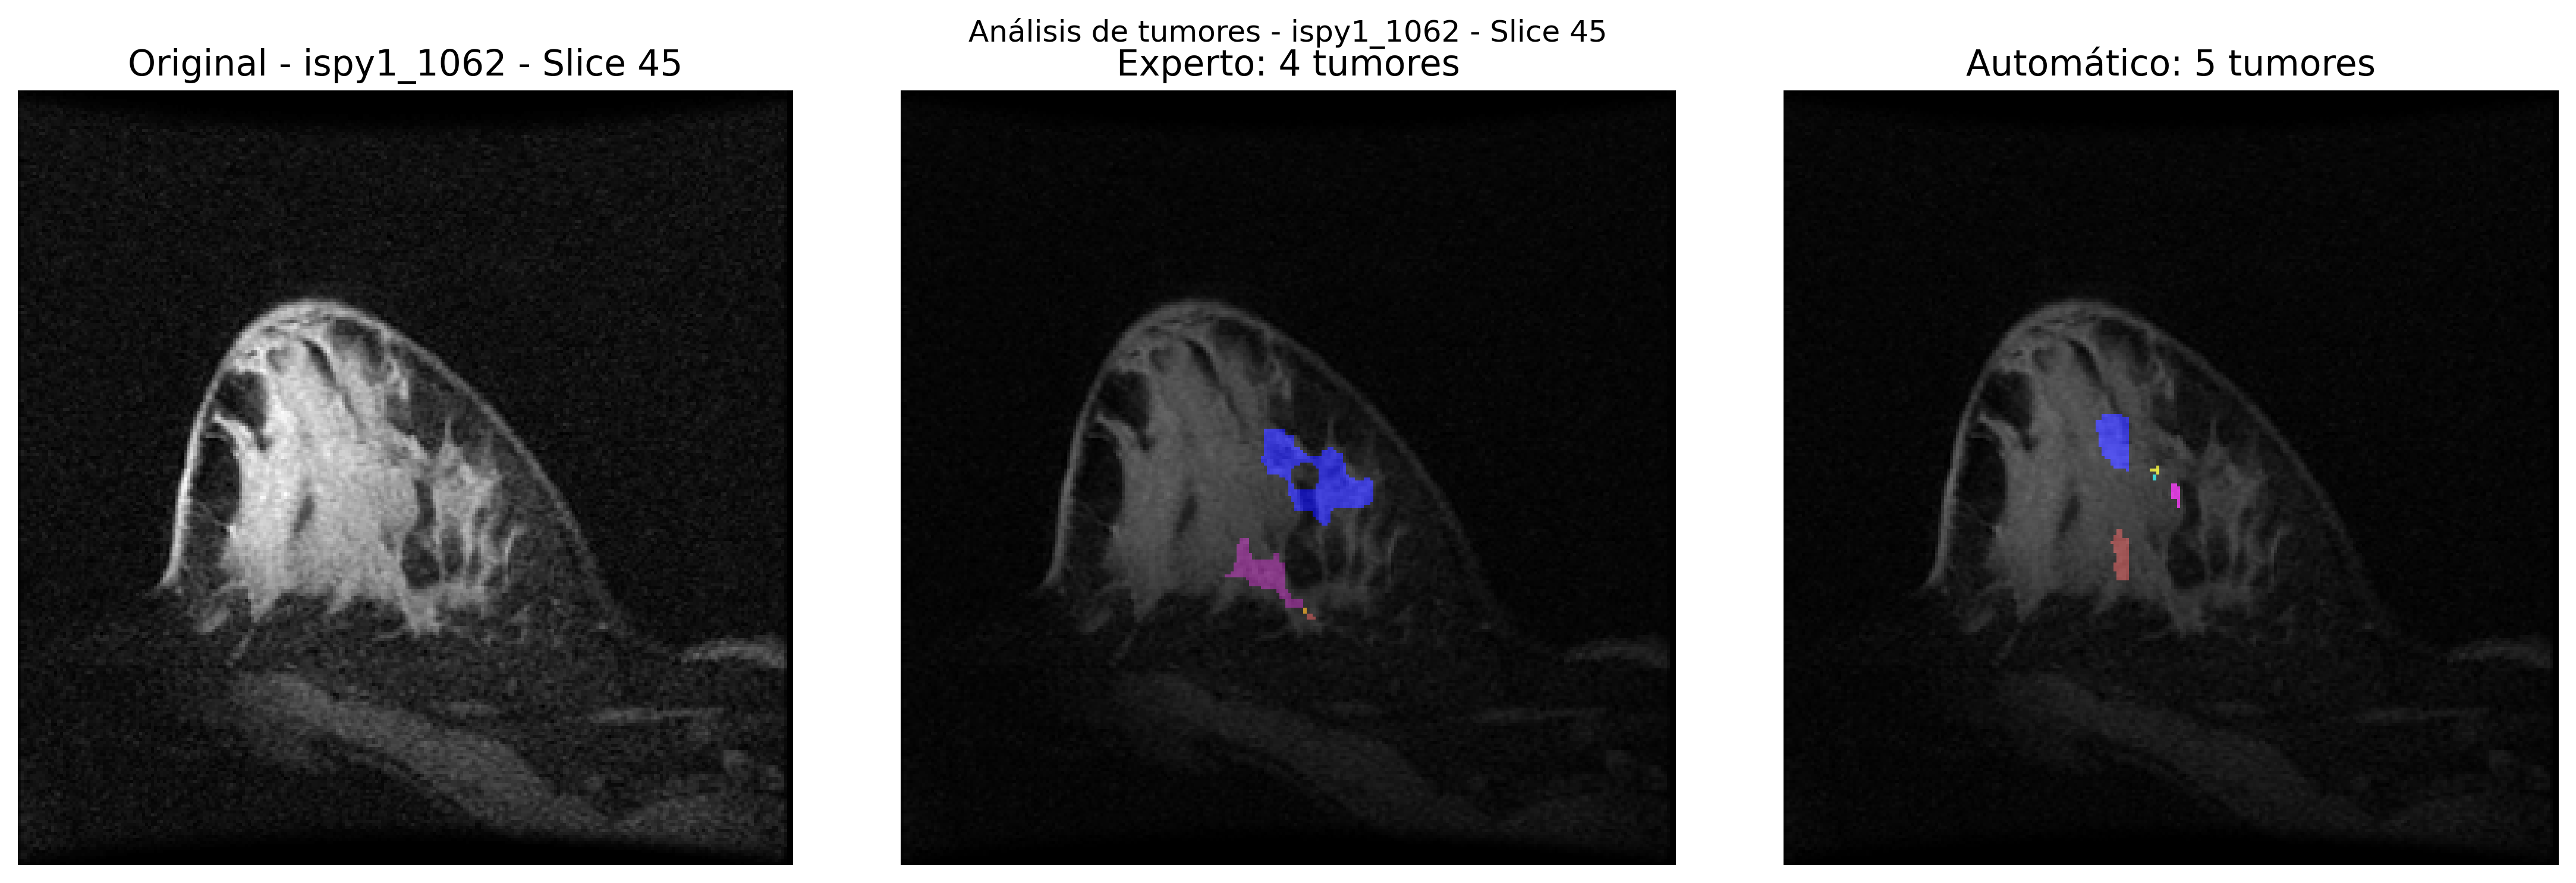 Análisis de tumores - ispy1_1062 - Slice 45
Original - ispy1_1062 - Slice 45
Experto: 4 tumores
Automático: 5 tumores